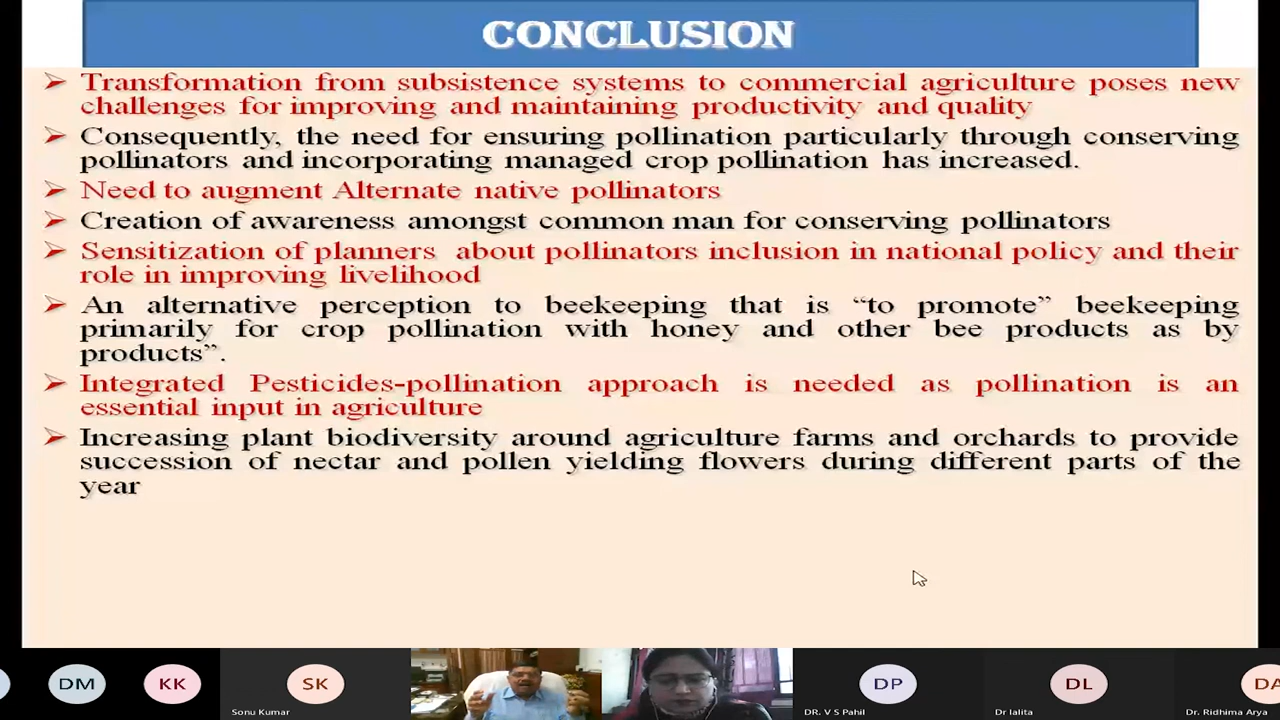 CONCLUSION
Transformation from subsistence systems to commercial agriculture poses new
challenges for improving and maintaining productivity and quality
Consequently, the need for ensuring pollination particularly through conserving
pollinators and incorporating managed crop pollination has increased.
Need to augment Alternate native pollinators
Creation of awareness amongst common man for conserving pollinators
Sensitization of planners about pollinators inclusion in national policy and their
role in improving livelihood
An alternative perception to beekeeping that is “to promote” beekeeping
primarily for crop pollination with honey and other bee products as by
products”.
Integrated Pesticides-pollination approach is needed as pollination is an
essential input in agriculture
Increasing plant biodiversity around agriculture farms and orchards to provide
succession of nectar and pollen yielding flowers during different parts of the
year
DM KK SK DP DL DA
Sonu Kumar DR. V S Pahil Dr lalita Dr. Ridhima Arya